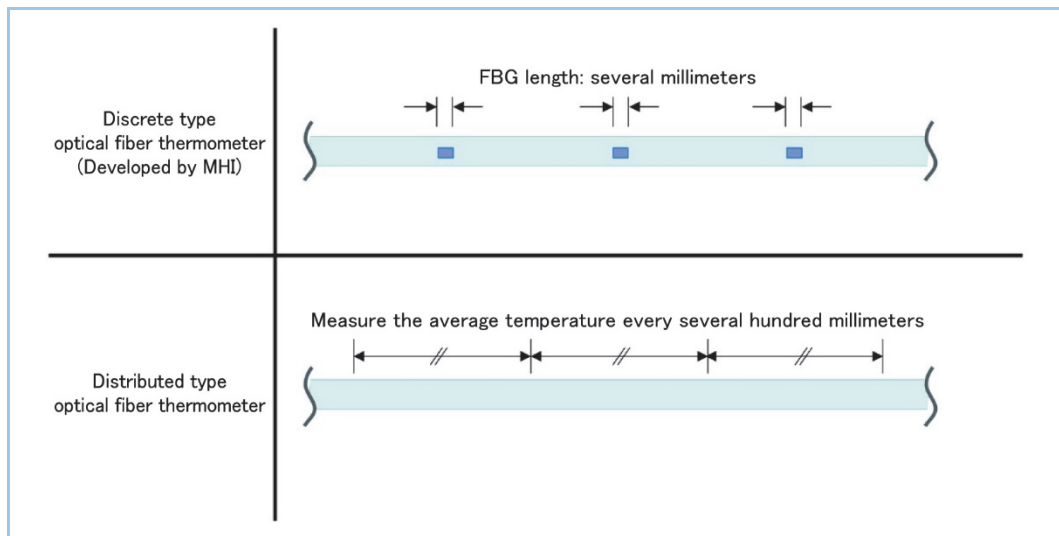 FBG length: several millimeters
Discrete type
optical fiber thermometer
(Developed by MHI)
Measure the average temperature every several hundred millimeters
Distributed type
optical fiber thermometer